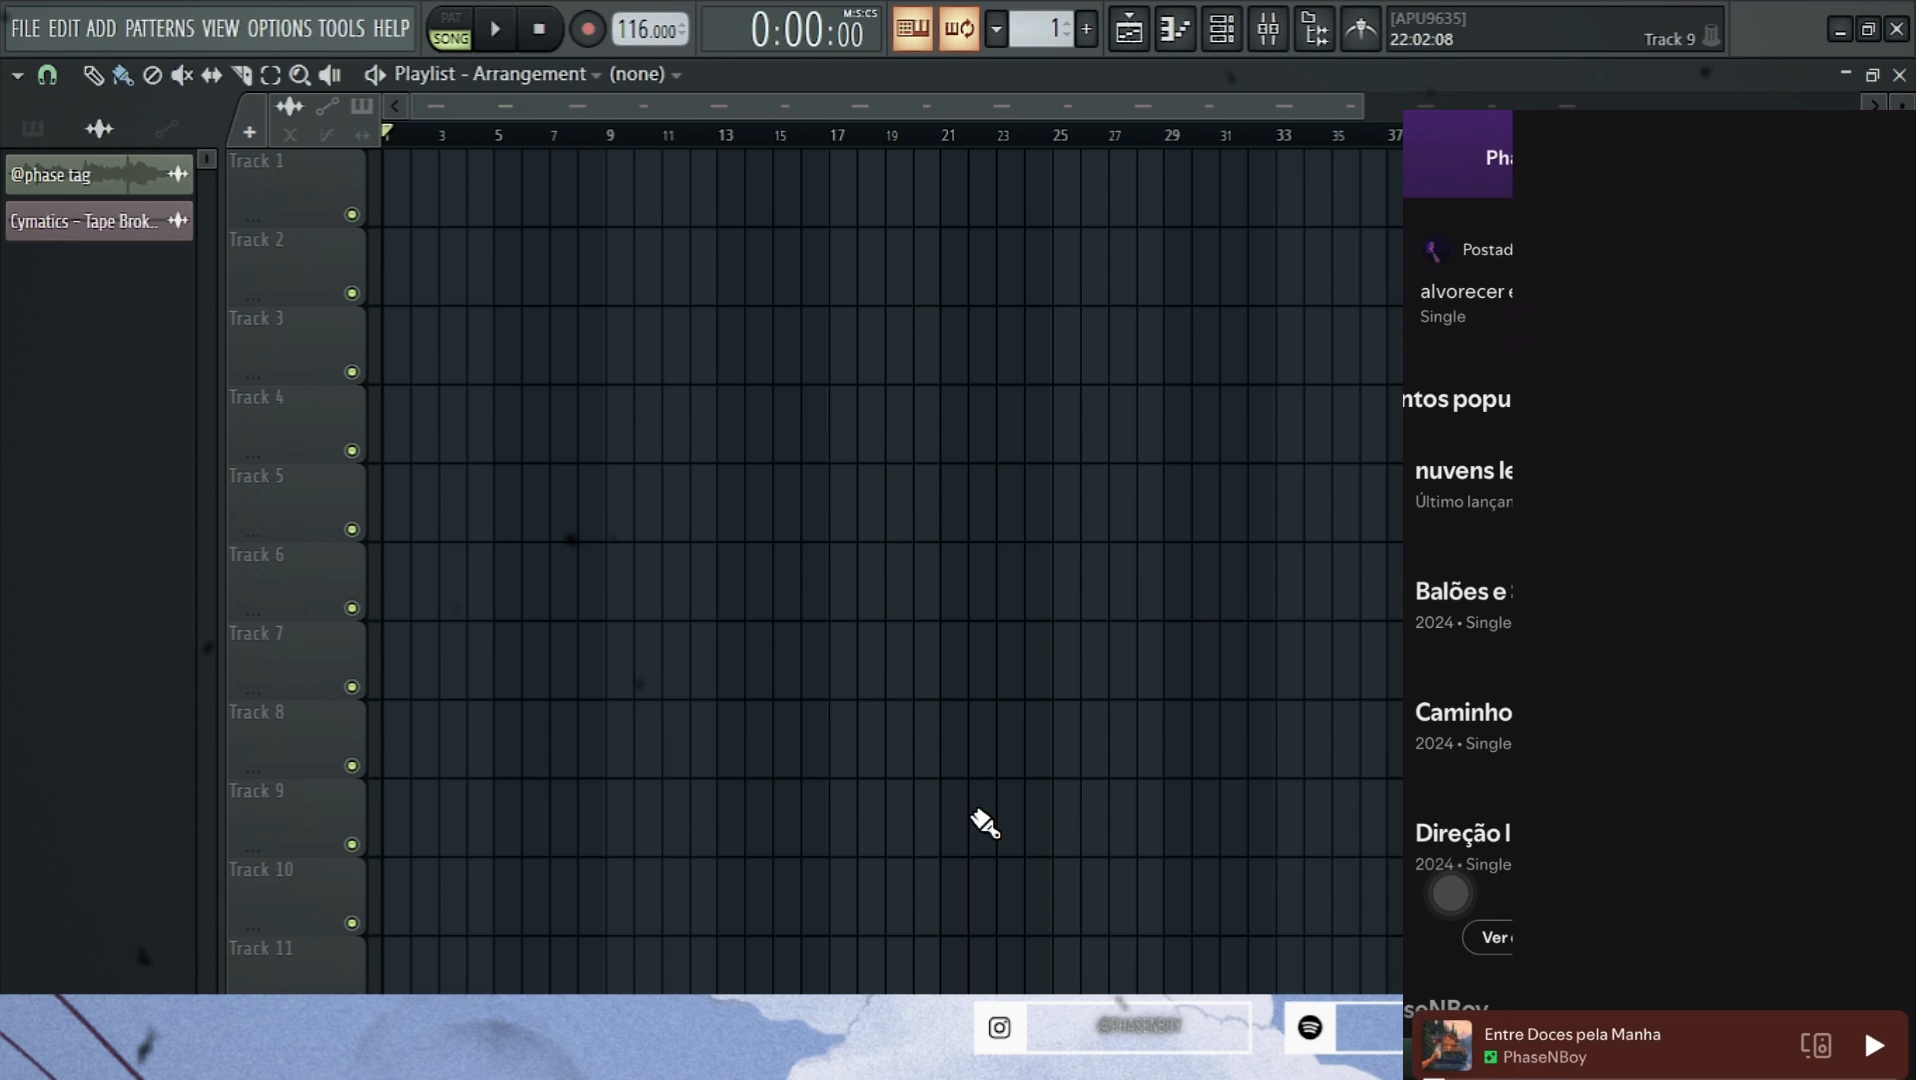 FILE EDIT ADD PATTERNS VIEW OPTIONS TOOLS HELP
PAT
SONG
116.000
M:S:CS
0:00:00
1
[APU9635]
22:02:08
Track 9
Playlist - Arrangement (none)
3 5 7 9 11 13 15 17 19 21 23 25 27 29 31 33 35 37
@phase tag
Cymatics - Tape Brok..
Track 1
Track 2
Track 3
Track 4
Track 5
Track 6
Track 7
Track 8
Track 9
Track 10
Track 11
Pha
Postad
alvorecer e
Single
ntos popu
nuvens le
Último lançan
Balões e
2024 • Single
Caminho
2024 • Single
Direção
2024 • Single
Ver
seNBoy
@PHASENBOY
Entre Doces pela Manha
PhaseNBoy